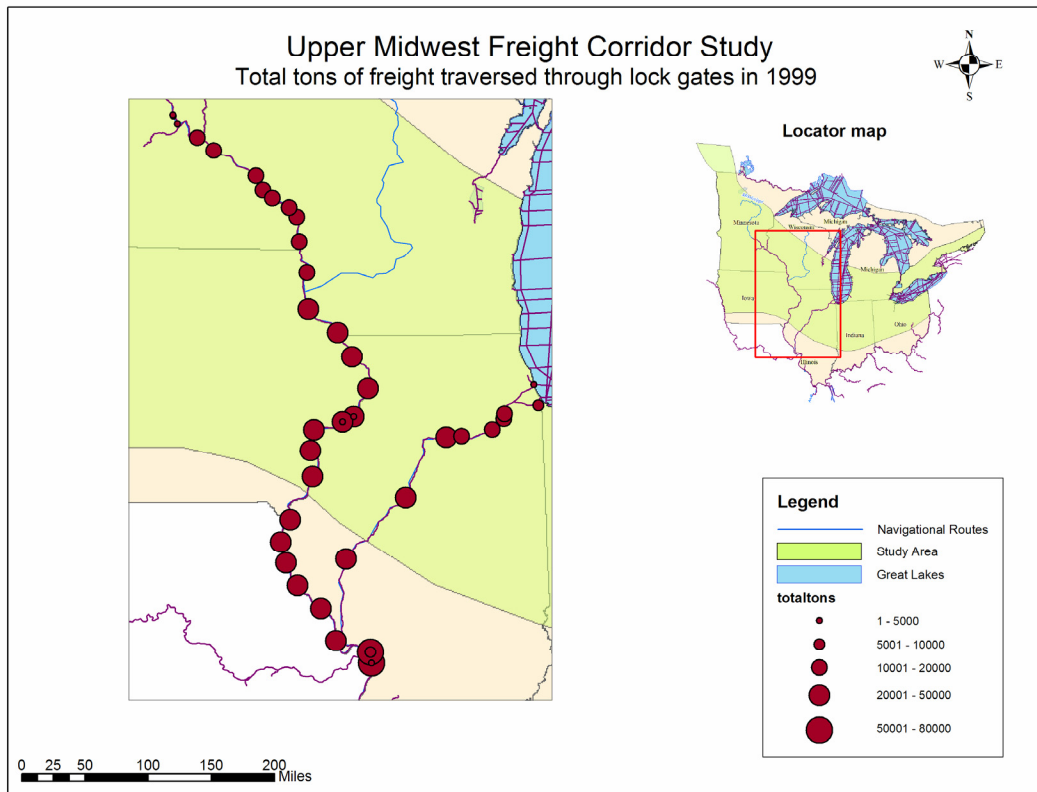 Upper Midwest Freight Corridor Study
Total tons of freight traversed through lock gates in 1999
N
W E
S
Locator map
Minnesota
Wisconsin
Michigan
Michigan
Iowa
Illinois
Indiana
Ohio
Legend
Navigational Routes
Study Area
Great Lakes
totaltons
1 - 5000
5001 - 10000
10001 - 20000
20001 - 50000
50001 - 80000
0 25 50 100 150 200
Miles